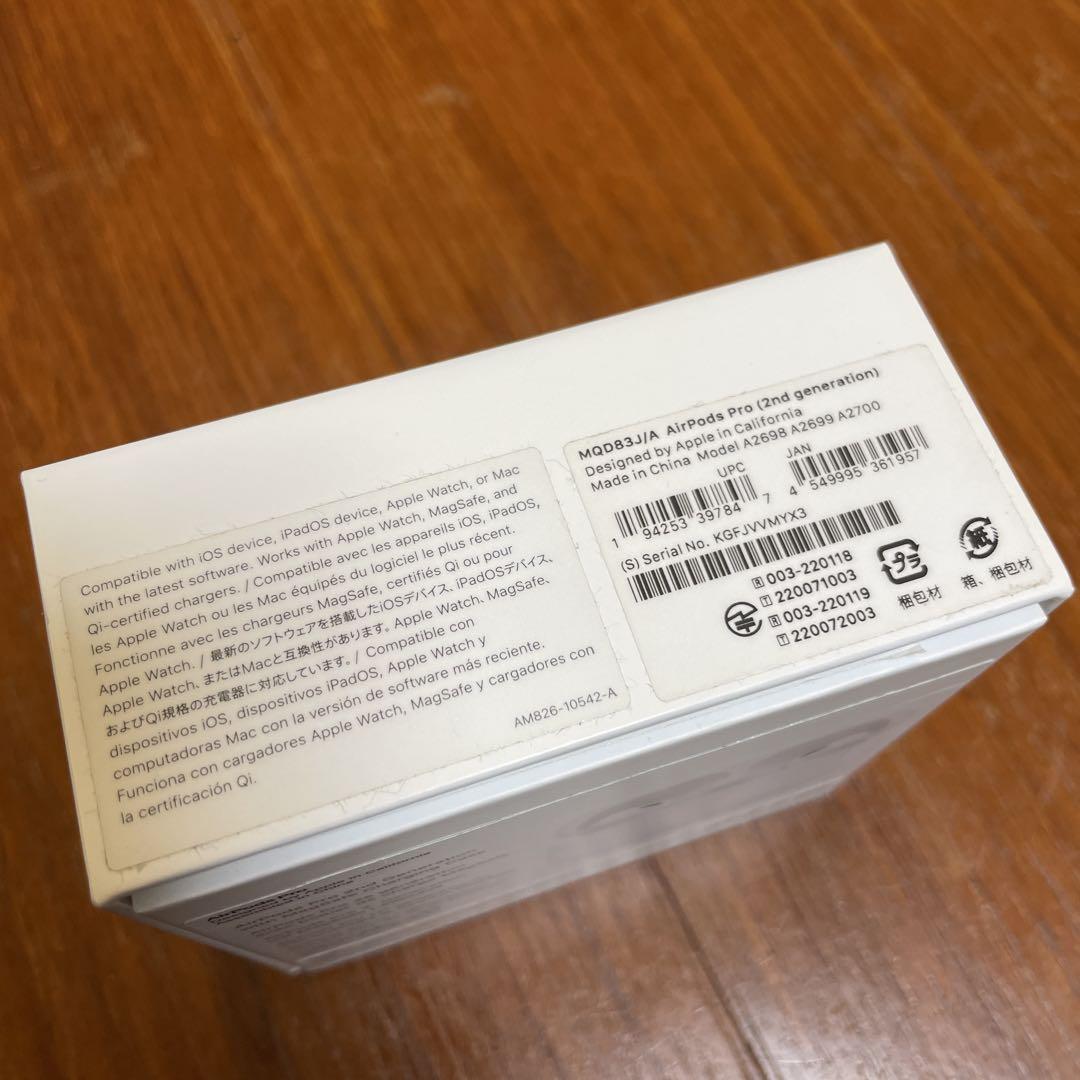 Compatible with iOS device, iPadOS device, Apple Watch, or Mac
with the latest software. Works with Apple Watch, MagSafe, and
Qi-certified chargers. / Compatible avec les appareils iOS, iPadOS,
les Apple Watch ou les Mac équipés du logiciel le plus récent.
Fonctionne avec les chargeurs MagSafe, certifiés Qi ou pour
Apple Watch. / 最新のソフトウェアを搭載したiOSデバイス、iPadOSデバイス、
Apple Watch、またはMacと互換性があります。Apple Watch、MagSafe、
およびQi規格の充電器に対応しています。/ Compatible con
dispositivos iOS, dispositivos iPadOS, Apple Watch y
computadoras Mac con la versión de software más reciente.
Funciona con cargadores Apple Watch, MagSafe y cargadores con
la certificación Qi.
AM826-10542-A
MQD83J/A AirPods Pro (2nd generation)
Designed by Apple in California
Made in China Model A2698 A2699 A2700
UPC
1 94253 39784 7
JAN
4 549995 361957
(S) Serial No. KGFJVVMYX3
R 003-220118
T 220071003
R 003-220119
T 220072003
プラ
梱包材
紙
箱、梱包材
AirPods Pro 2nd Generation